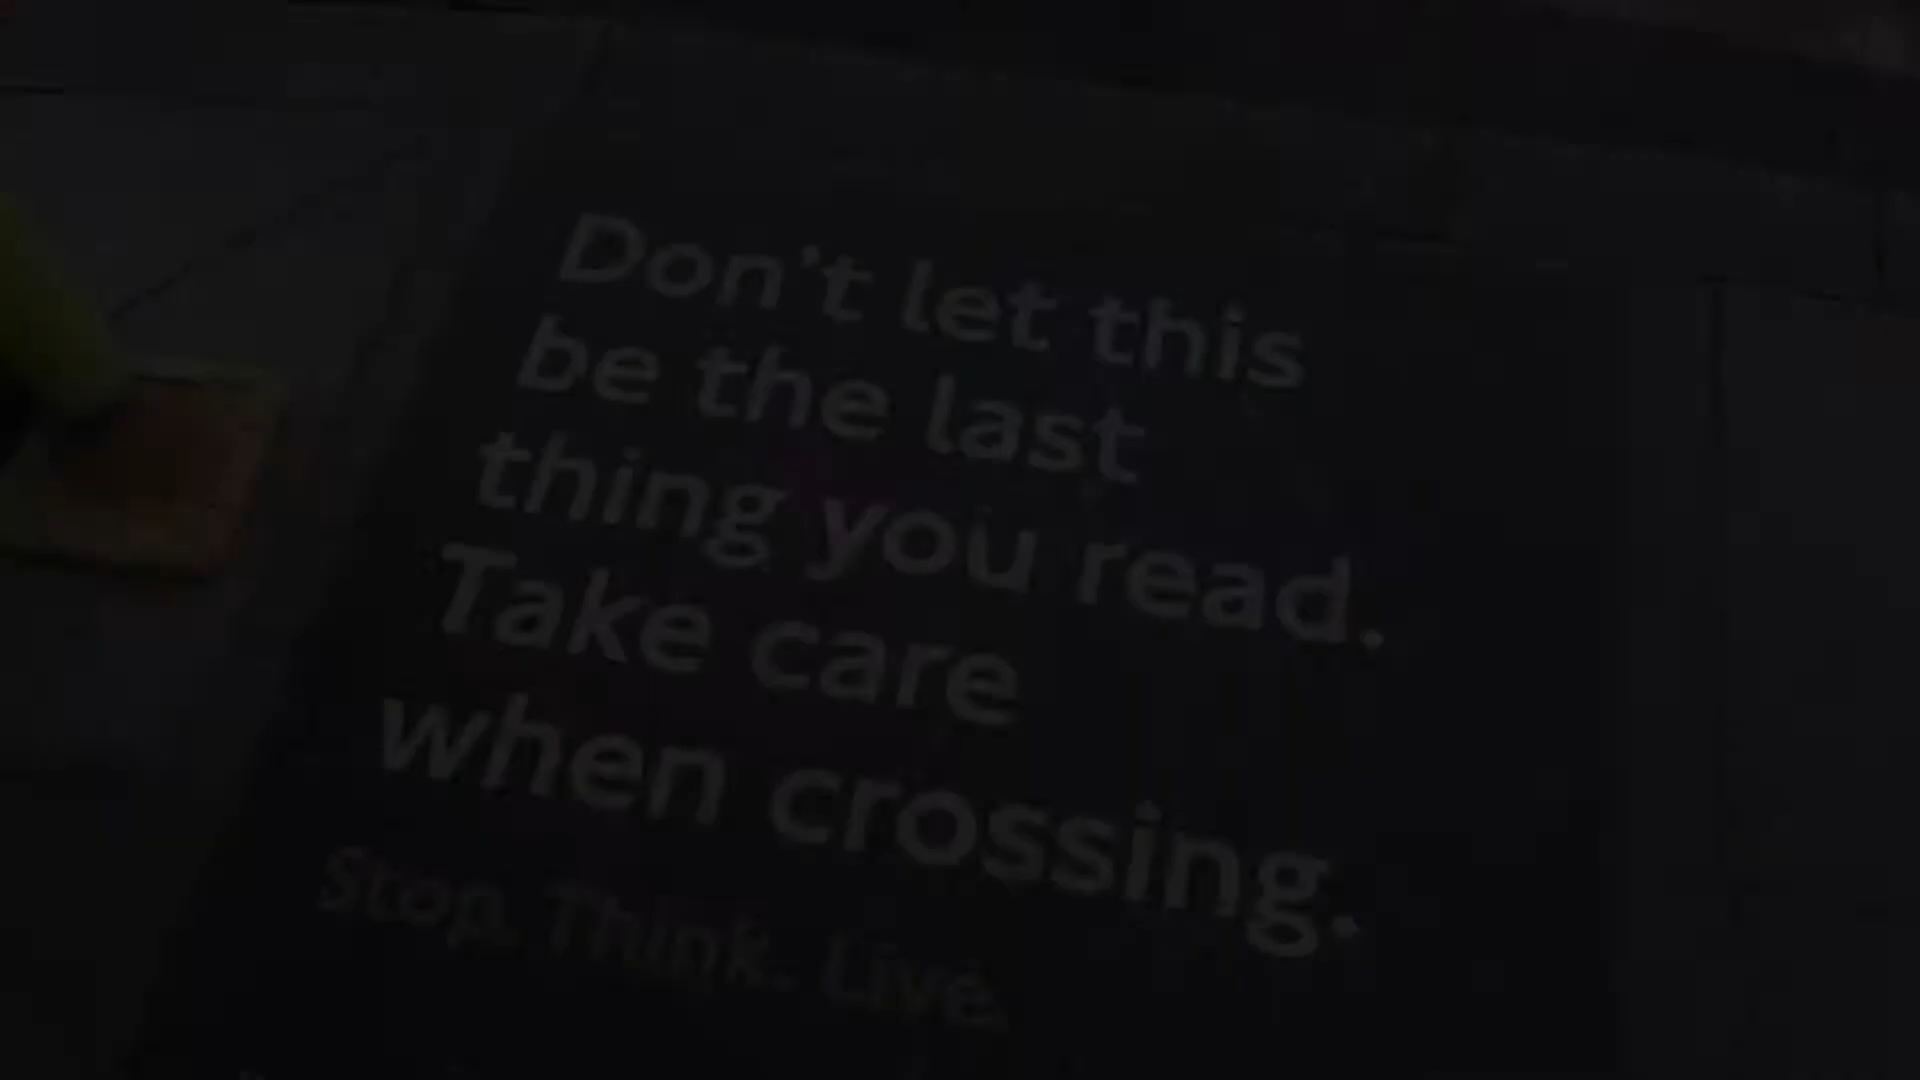 Don't let this
be the last
thing you read.
Take care
when crossing.
Stop. Think. Live.